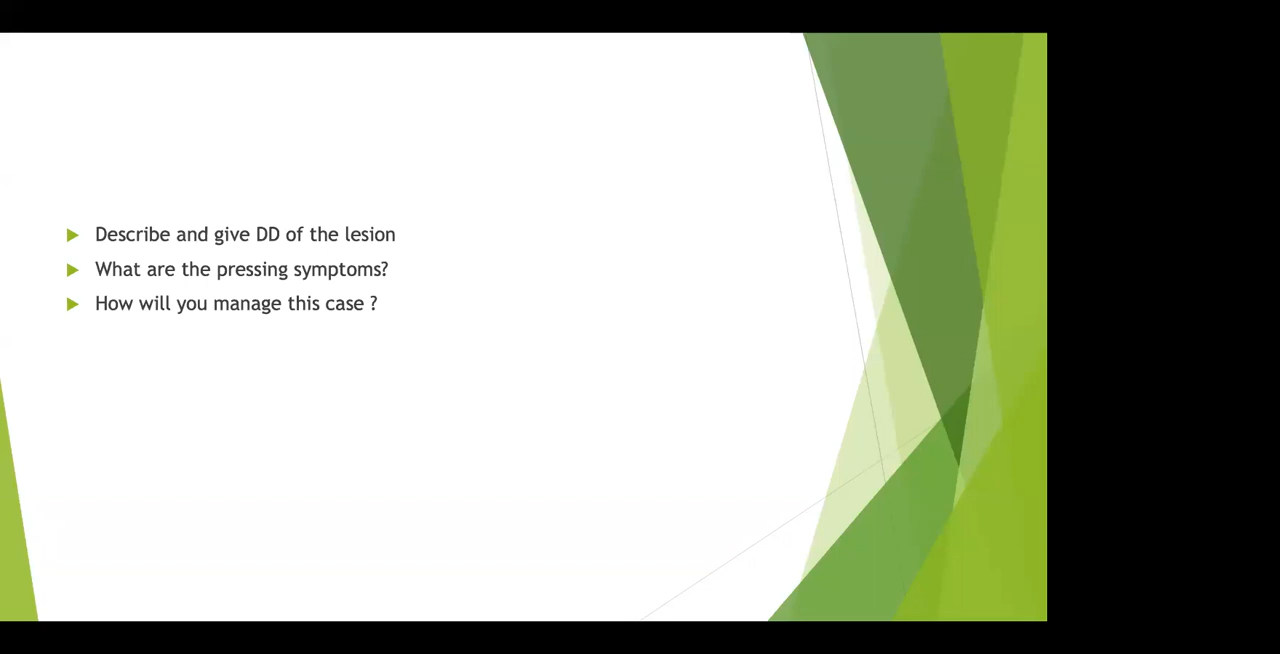 Describe and give DD of the lesion
What are the pressing symptoms?
How will you manage this case ?